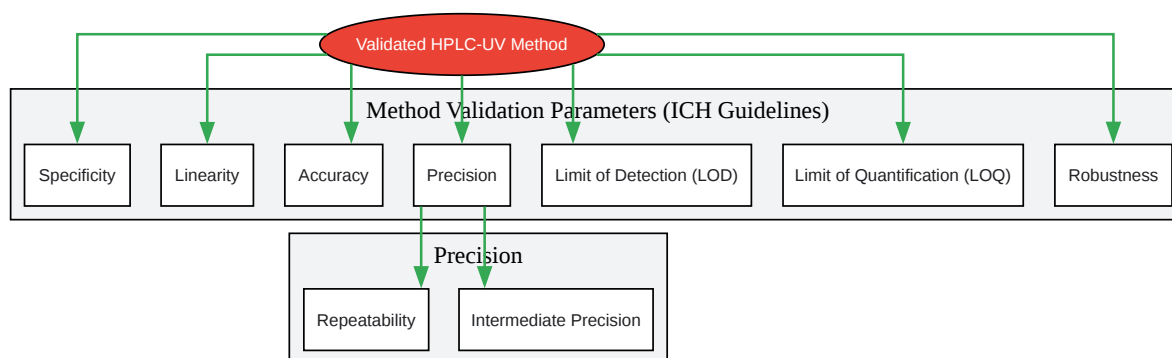 Validated HPLC-UV Method
Method Validation Parameters (ICH Guidelines)
Specificity
Linearity
Accuracy
Precision
Limit of Detection (LOD)
Limit of Quantification (LOQ)
Robustness
Precision
Repeatability
Intermediate Precision